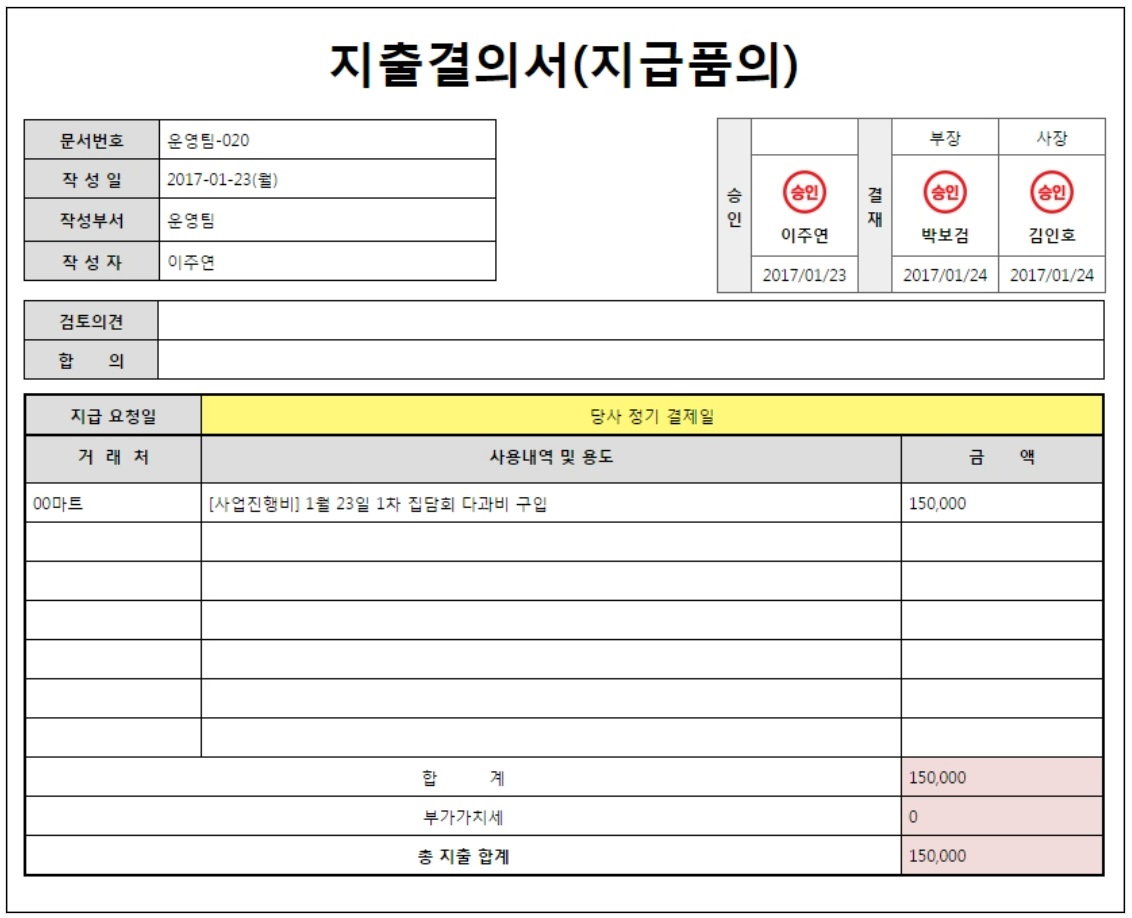 지출결의서(지급품의)
문서번호 운영팀-020
작 성 일 2017-01-23(월)
작성부서 운영팀
작 성 자 이주연
승인
결재
부장 사장
승인 승인 승인
이주연 박보검 김인호
2017/01/23 2017/01/24 2017/01/24
검토의견
합 의
지급 요청일 당사 정기 결제일
거 래 처 사용내역 및 용도 금 액
00마트 [사업진행비] 1월 23일 1차 집담회 다과비 구입 150,000
합 계 150,000
부가가치세 0
총 지출 합계 150,000